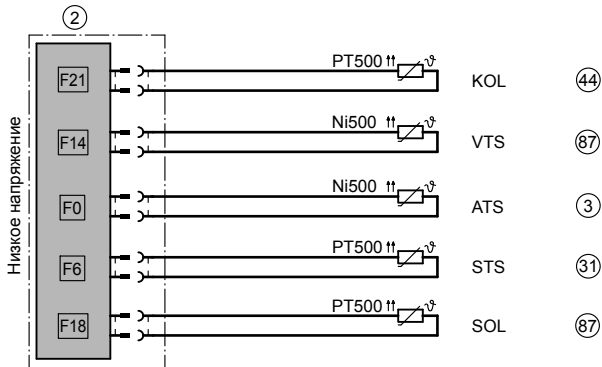 2
Низкое напряжение
F21 PT500 ϑ KOL 44
F14 Ni500 ϑ VTS 87
F0 Ni500 ϑ ATS 3
F6 PT500 ϑ STS 31
F18 PT500 ϑ SOL 87